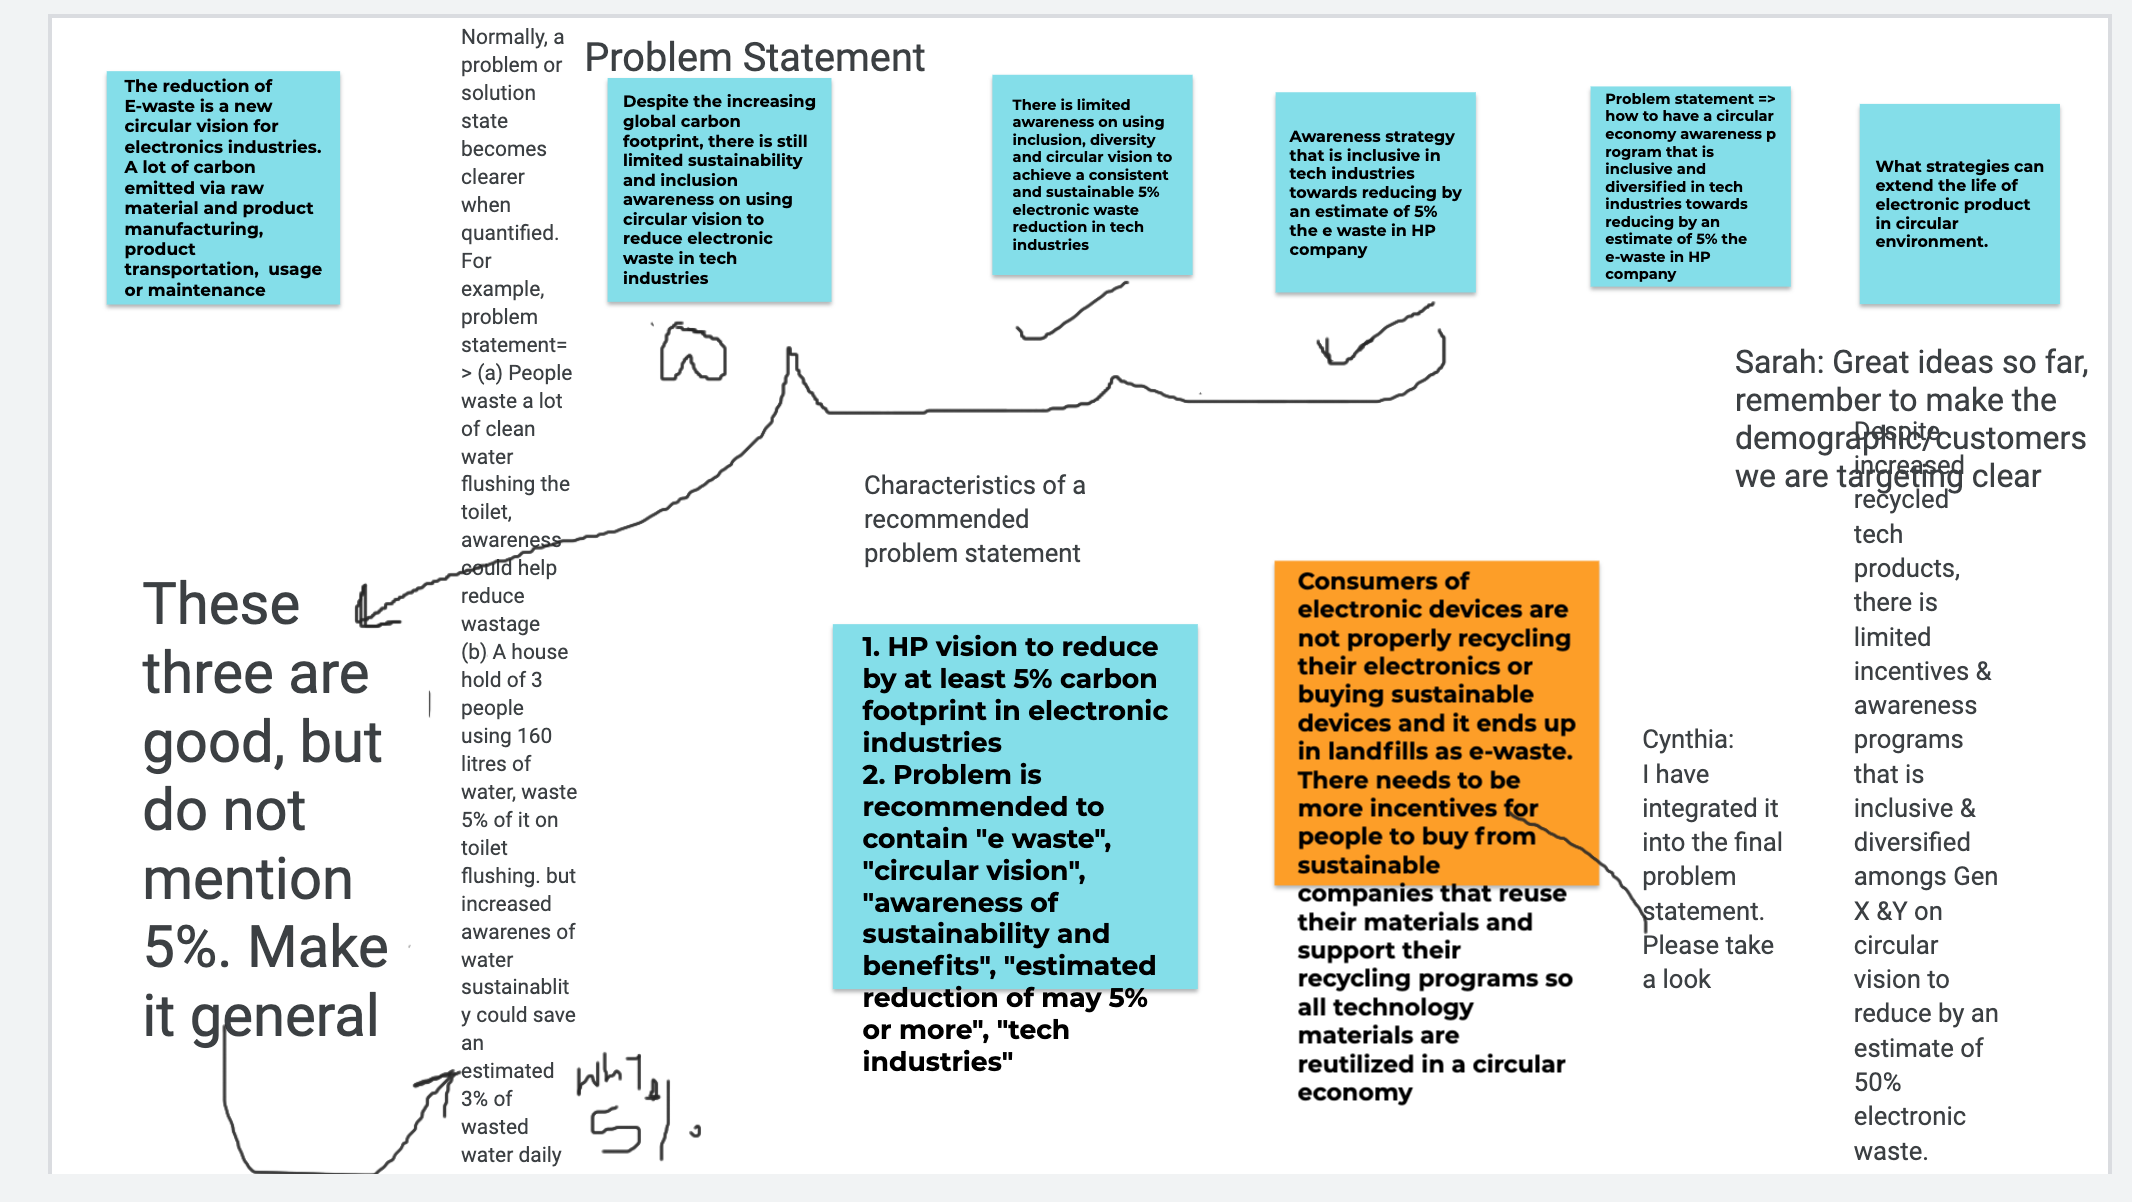 Problem Statement
The reduction of
E-waste is a new
circular vision for
electronics industries.
A lot of carbon
emitted via raw
material and product
manufacturing,
product
transportation, usage
or maintenance
Normally, a
problem or
solution
state
becomes
clearer
when
quantified.
For
example,
problem
statement=
> (a) People
waste a lot
of clean
water
flushing the
toilet,
awareness
could help
reduce
wastage
(b) A house
hold of 3
people
using 160
litres of
water, waste
5% of it on
toilet
flushing. but
increased
awarenes of
water
sustainablit
y could save
an
estimated
3% of
wasted
water daily
Despite the increasing
global carbon
footprint, there is still
limited sustainability
and inclusion
awareness on using
circular vision to
reduce electronic
waste in tech
industries
There is limited
awareness on using
inclusion, diversity
and circular vision to
achieve a consistent
and sustainable 5%
electronic waste
reduction in tech
industries
Awareness strategy
that is inclusive in
tech industries
towards reducing by
an estimate of 5%
the e waste in HP
company
Problem statement =>
how to have a circular
economy awareness p
rogram that is
inclusive and
diversified in tech
industries towards
reducing by an
estimate of 5% the
e-waste in HP
company
What strategies can
extend the life of
electronic product
in circular
environment.
Sarah: Great ideas so far,
remember to make the
demographic/customers
we are targeting clear
These
three are
good, but
do not
mention
5%. Make
it general
why
5%
Characteristics of a
recommended
problem statement
1. HP vision to reduce
by at least 5% carbon
footprint in electronic
industries
2. Problem is
recommended to
contain "e waste",
"circular vision",
"awareness of
sustainability and
benefits", "estimated
reduction of may 5%
or more", "tech
industries"
Consumers of
electronic devices are
not properly recycling
their electronics or
buying sustainable
devices and it ends up
in landfills as e-waste.
There needs to be
more incentives for
people to buy from
sustainable
companies that reuse
their materials and
support their
recycling programs so
all technology
materials are
reutilized in a circular
economy
Cynthia:
I have
integrated it
into the final
problem
statement.
Please take
a look
Despite
increased
recycled
tech
products,
there is
limited
incentives &
awareness
programs
that is
inclusive &
diversified
amongs Gen
X &Y on
circular
vision to
reduce by an
estimate of
50%
electronic
waste.